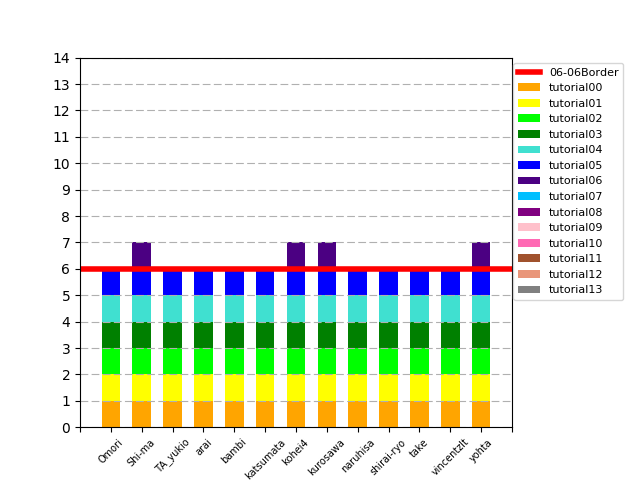 14
13
12
11
10
9
8
7
6
5
4
3
2
1
0
Omori
Shi-ma
TA_yukio
arai
bambi
katsumata
kohei4
kurosawa
naruhisa
shirai-ryo
take
vincentzlt
yohta
06-06Border
tutorial00
tutorial01
tutorial02
tutorial03
tutorial04
tutorial05
tutorial06
tutorial07
tutorial08
tutorial09
tutorial10
tutorial11
tutorial12
tutorial13